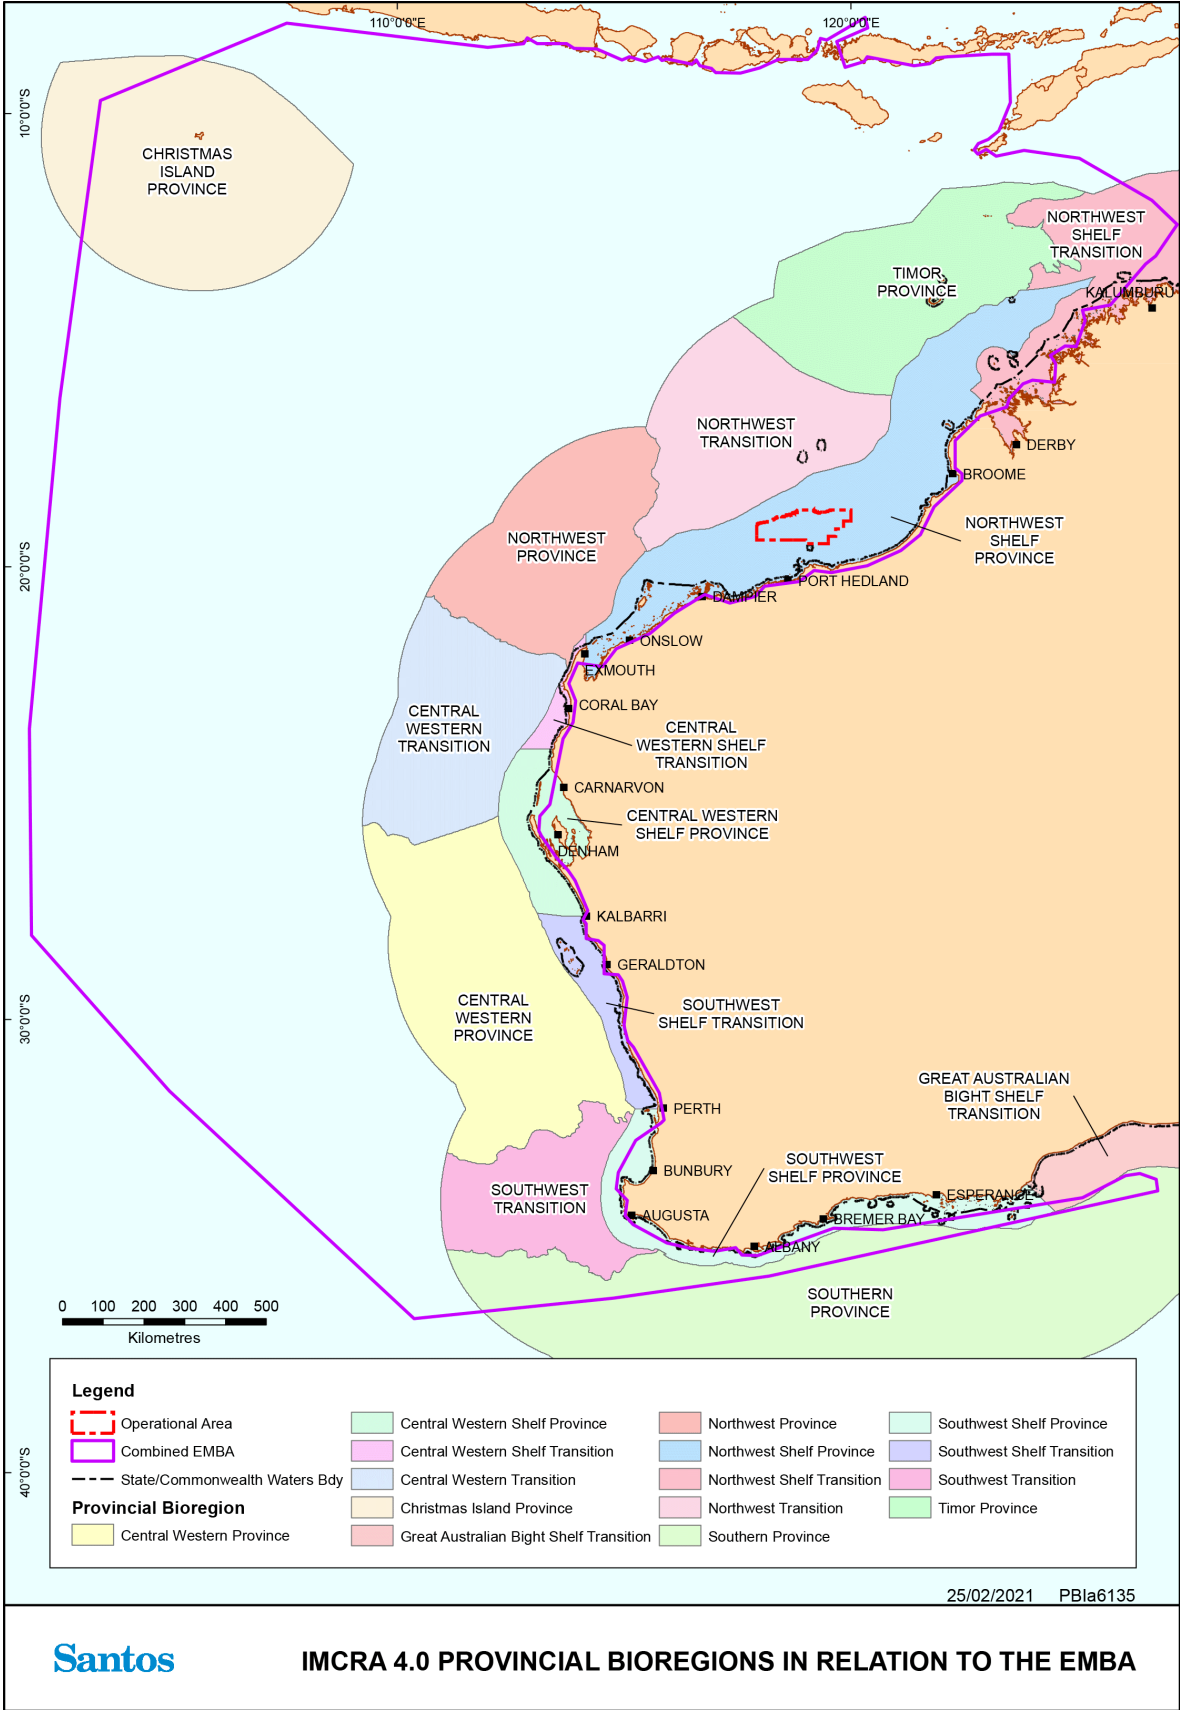 110°0'0"E
120°0'0"E
10°0'0"S
20°0'0"S
30°0'0"S
40°0'0"S
CHRISTMAS
ISLAND
PROVINCE
NORTHWEST
SHELF
TRANSITION
TIMOR
PROVINCE
KALUMBURU
NORTHWEST
TRANSITION
DERBY
BROOME
NORTHWEST
PROVINCE
NORTHWEST
SHELF
PROVINCE
PORT HEDLAND
DAMPIER
ONSLOW
EXMOUTH
CORAL BAY
CENTRAL
WESTERN
TRANSITION
CENTRAL
WESTERN SHELF
TRANSITION
CARNARVON
CENTRAL WESTERN
SHELF PROVINCE
DENHAM
KALBARRI
GERALDTON
CENTRAL
WESTERN
PROVINCE
SOUTHWEST
SHELF TRANSITION
GREAT AUSTRALIAN
BIGHT SHELF
TRANSITION
PERTH
BUNBURY
SOUTHWEST
SHELF PROVINCE
SOUTHWEST
TRANSITION
AUGUSTA
ESPERANCE
BREMER BAY
ALBANY
SOUTHERN
PROVINCE
0 100 200 300 400 500
Kilometres
Legend
Operational Area
Combined EMBA
State/Commonwealth Waters Bdy
Provincial Bioregion
Central Western Province
Central Western Shelf Province
Central Western Shelf Transition
Central Western Transition
Christmas Island Province
Great Australian Bight Shelf Transition
Northwest Province
Northwest Shelf Province
Northwest Shelf Transition
Northwest Transition
Southern Province
Southwest Shelf Province
Southwest Shelf Transition
Southwest Transition
Timor Province
25/02/2021 PBIa6135
Santos
IMCRA 4.0 PROVINCIAL BIOREGIONS IN RELATION TO THE EMBA